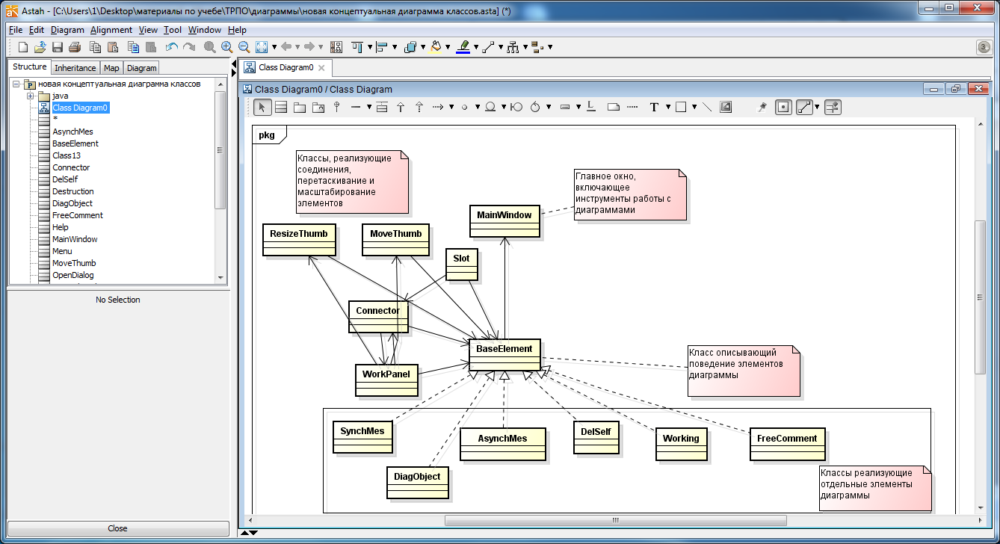 Astah - [C:\Users\1\Desktop\материалы по учебе\ТРПО\диаграммы\новая концептуальная диаграмма классов.asta] (*)
File Edit Diagram Alignment View Tool Window Help
Structure Inheritance Map Diagram
новая концептуальная диаграмма классов
java
Class Diagram0
*
AsynchMes
BaseElement
Class13
Connector
DelSelf
Destruction
DiagObject
FreeComment
Help
MainWindow
Menu
MoveThumb
OpenDialog
No Selection
Close
Class Diagram0
Class Diagram0 / Class Diagram
T
pkg
Классы, реализующие
соединения,
перетаскивание и
масштабирование
элементов
Главное окно,
включающее
инструменты работы с
диаграммами
MainWindow
ResizeThumb
MoveThumb
Slot
Connector
BaseElement
WorkPanel
Класс описывающий
поведение элементов
диаграммы
SynchMes
AsynchMes
DelSelf
Working
FreeComment
DiagObject
Классы реализующие
отдельные элементы
диаграммы